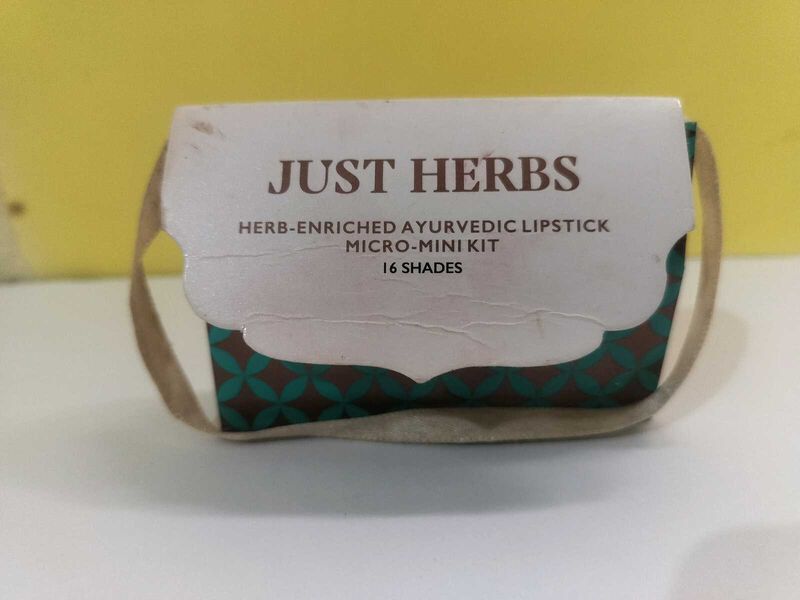 JUST HERBS
HERB-ENRICHED AYURVEDIC LIPSTICK
MICRO-MINI KIT
16 SHADES